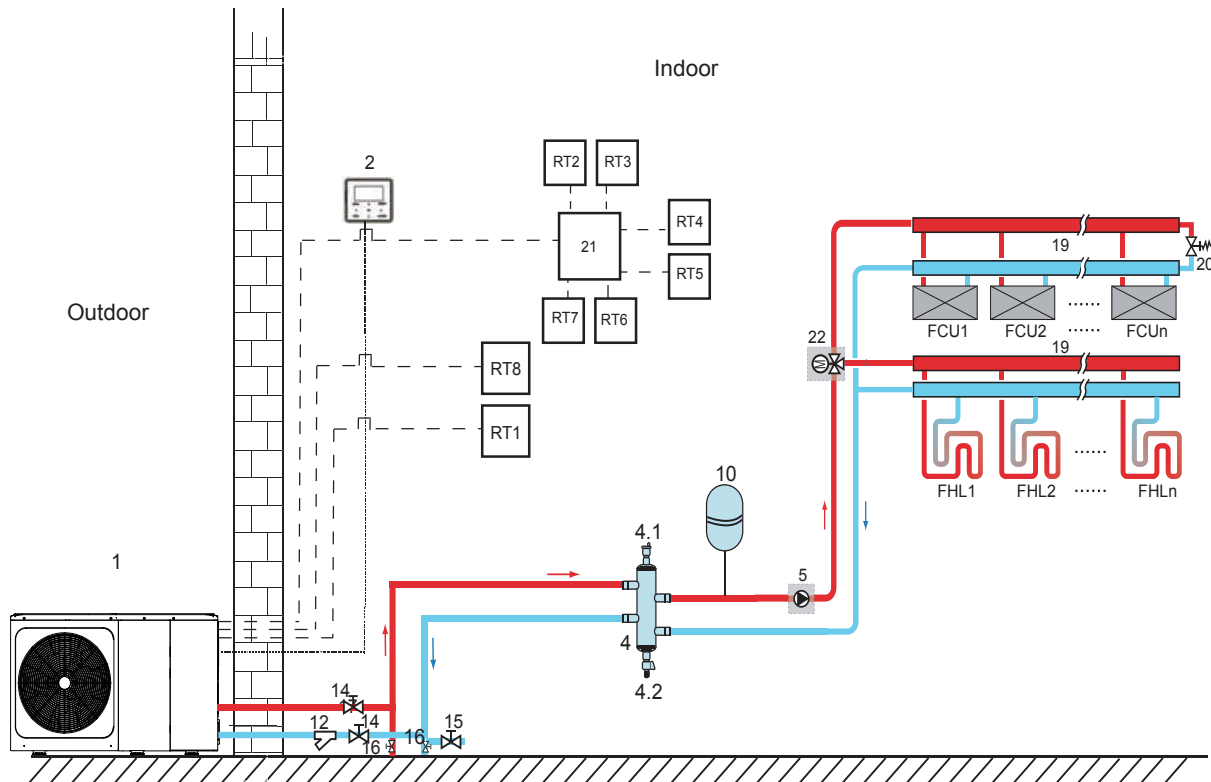 Indoor
2
RT2
RT3
RT4
21
19
20
RT5
Outdoor
RT7
RT6
FCU1
FCU2
......
......
FCUn
22
19
RT8
RT1
10
......
FHL1
FHL2
......
FHLn
4.1
1
5
4
4.2
14
12
14
16
16
15